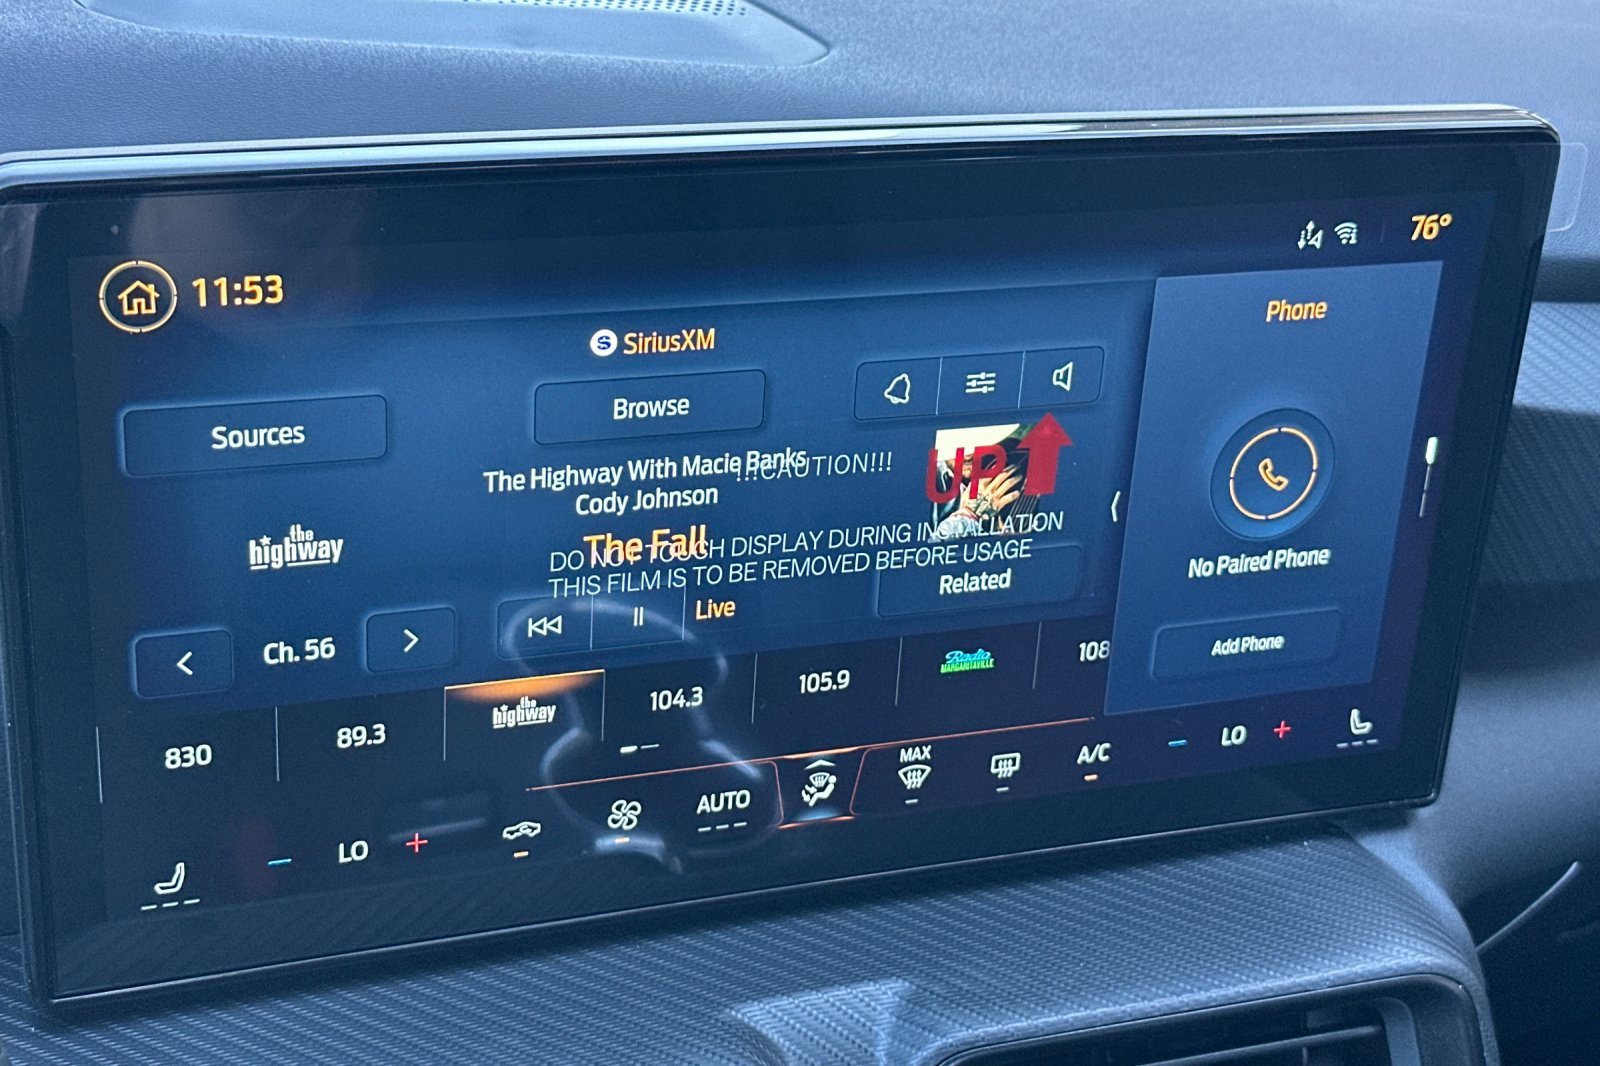 76°
11:53
Phone
SiriusXM
Browse
Sources
The Highway With Macie Banks
!!!CAUTION!!!
UP
Cody Johnson
the
highway
The Fall
DO NOT TOUCH DISPLAY DURING INSTALLATION
THIS FILM IS TO BE REMOVED BEFORE USAGE
No Paired Phone
Related
Live
Ch. 56
Add Phone
830
89.3
the
highway
104.3
105.9
Radio
MARGARITAVILLE
108
LO
AUTO
MAX
A/C
LO